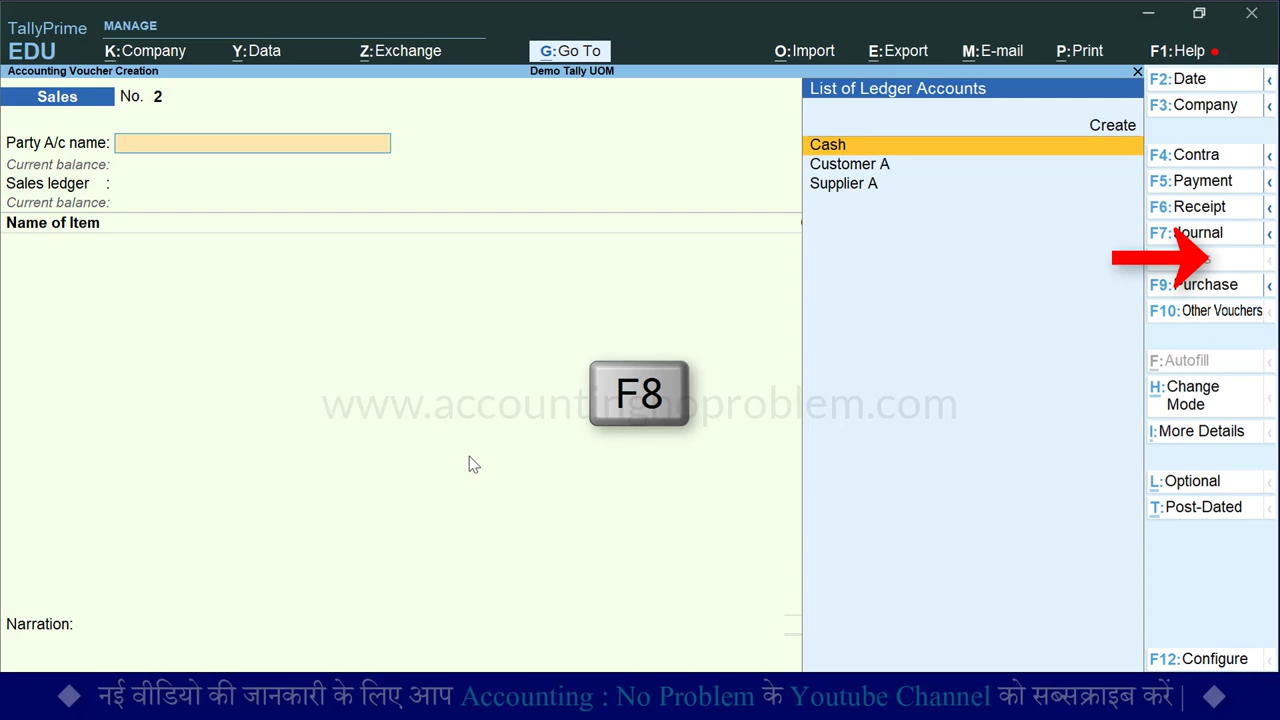 TallyPrime
EDU
MANAGE
K:Company
Y:Data
Z:Exchange
G:Go To
O:Import
E:Export
M:E-mail
P:Print
F1:Help
Accounting Voucher Creation
Demo Tally UOM
Sales No. 2
Party A/c name:
Current balance:
Sales ledger :
Current balance:
Name of Item
Narration:
List of Ledger Accounts
Create
Cash
Customer A
Supplier A
F2:Date
F3:Company
F4:Contra
F5:Payment
F6:Receipt
F7:Journal
F9:Purchase
F10:Other Vouchers
F:Autofill
H:Change
Mode
I:More Details
L:Optional
T:Post-Dated
F12:Configure
F8
www.accountingnoproblem.com
नई वीडियो की जानकारी के लिए आप Accounting : No Problem के Youtube Channel को सब्सक्राइब करें |